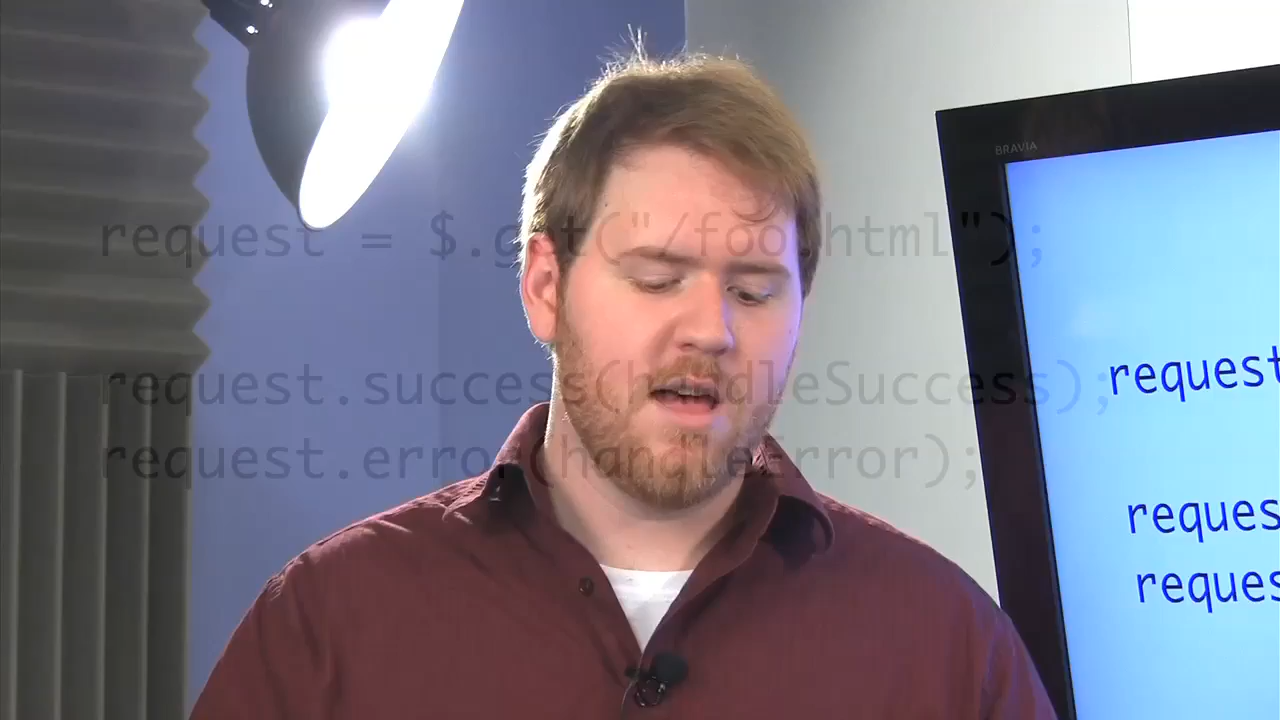 BRAVIA
request = $.get("/foo.html");
request.success(handleSuccess);
request.error(handleError);
request
reques
reques